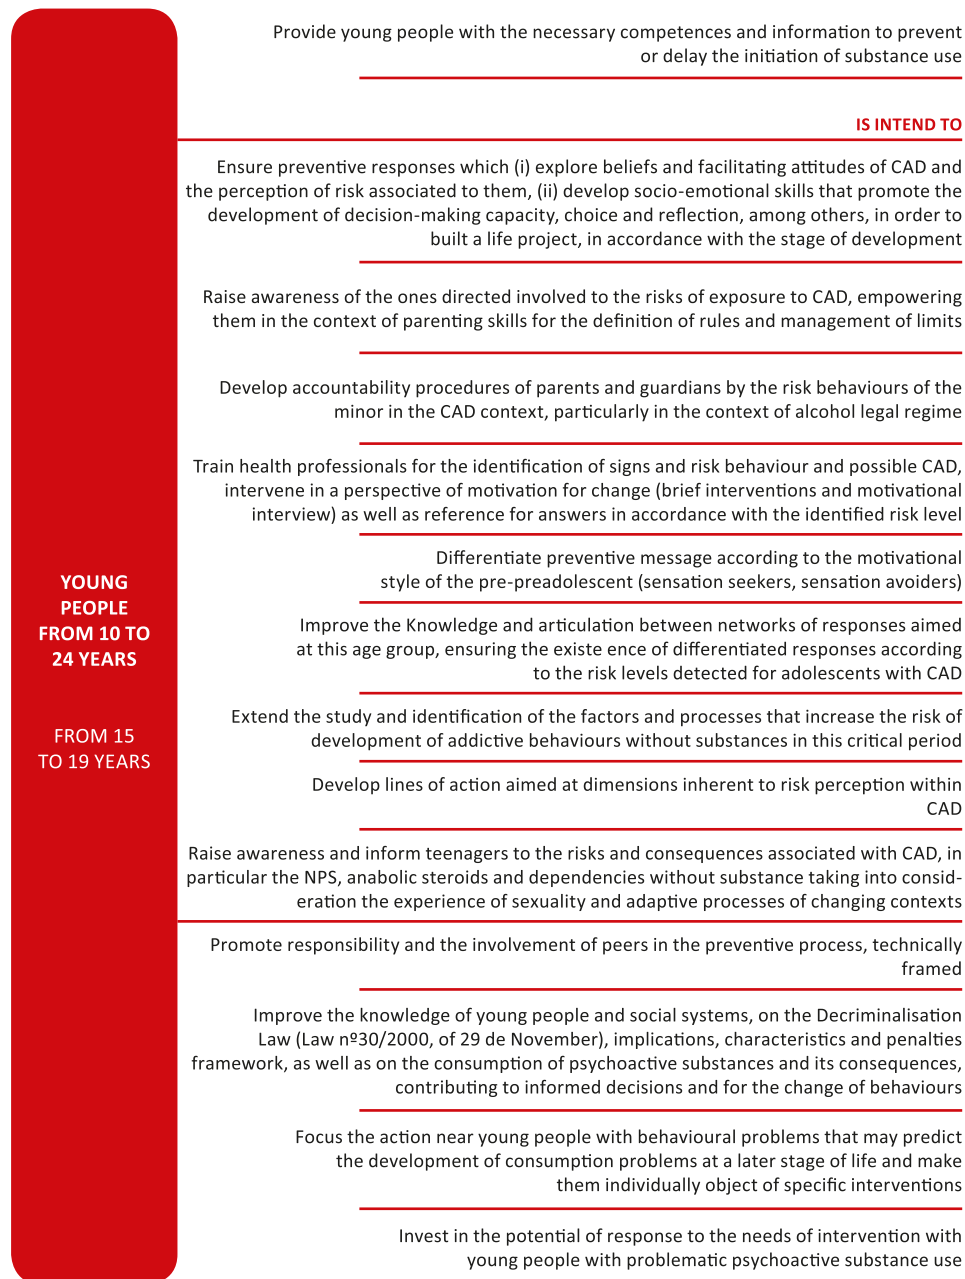 Provide young people with the necessary competences and information to prevent
or delay the initiation of substance use
IS INTEND TO
Ensure preventive responses which (i) explore beliefs and facilitating attitudes of CAD and
the perception of risk associated to them, (ii) develop socio-emotional skills that promote the
development of decision-making capacity, choice and reflection, among others, in order to
built a life project, in accordance with the stage of development
Raise awareness of the ones directed involved to the risks of exposure to CAD, empowering
them in the context of parenting skills for the definition of rules and management of limits
Develop accountability procedures of parents and guardians by the risk behaviours of the
minor in the CAD context, particularly in the context of alcohol legal regime
Train health professionals for the identification of signs and risk behaviour and possible CAD,
intervene in a perspective of motivation for change (brief interventions and motivational
interview) as well as reference for answers in accordance with the identified risk level
Differentiate preventive message according to the motivational
style of the pre-preadolescent (sensation seekers, sensation avoiders)
Improve the Knowledge and articulation between networks of responses aimed
at this age group, ensuring the existe ence of differentiated responses according
to the risk levels detected for adolescents with CAD
Extend the study and identification of the factors and processes that increase the risk of
development of addictive behaviours without substances in this critical period
Develop lines of action aimed at dimensions inherent to risk perception within
CAD
Raise awareness and inform teenagers to the risks and consequences associated with CAD, in
particular the NPS, anabolic steroids and dependencies without substance taking into consid-
eration the experience of sexuality and adaptive processes of changing contexts
Promote responsibility and the involvement of peers in the preventive process, technically
framed
Improve the knowledge of young people and social systems, on the Decriminalisation
Law (Law nº30/2000, of 29 de November), implications, characteristics and penalties
framework, as well as on the consumption of psychoactive substances and its consequences,
contributing to informed decisions and for the change of behaviours
Focus the action near young people with behavioural problems that may predict
the development of consumption problems at a later stage of life and make
them individually object of specific interventions
Invest in the potential of response to the needs of intervention with
young people with problematic psychoactive substance use
YOUNG
PEOPLE
FROM 10 TO
24 YEARS
FROM 15
TO 19 YEARS